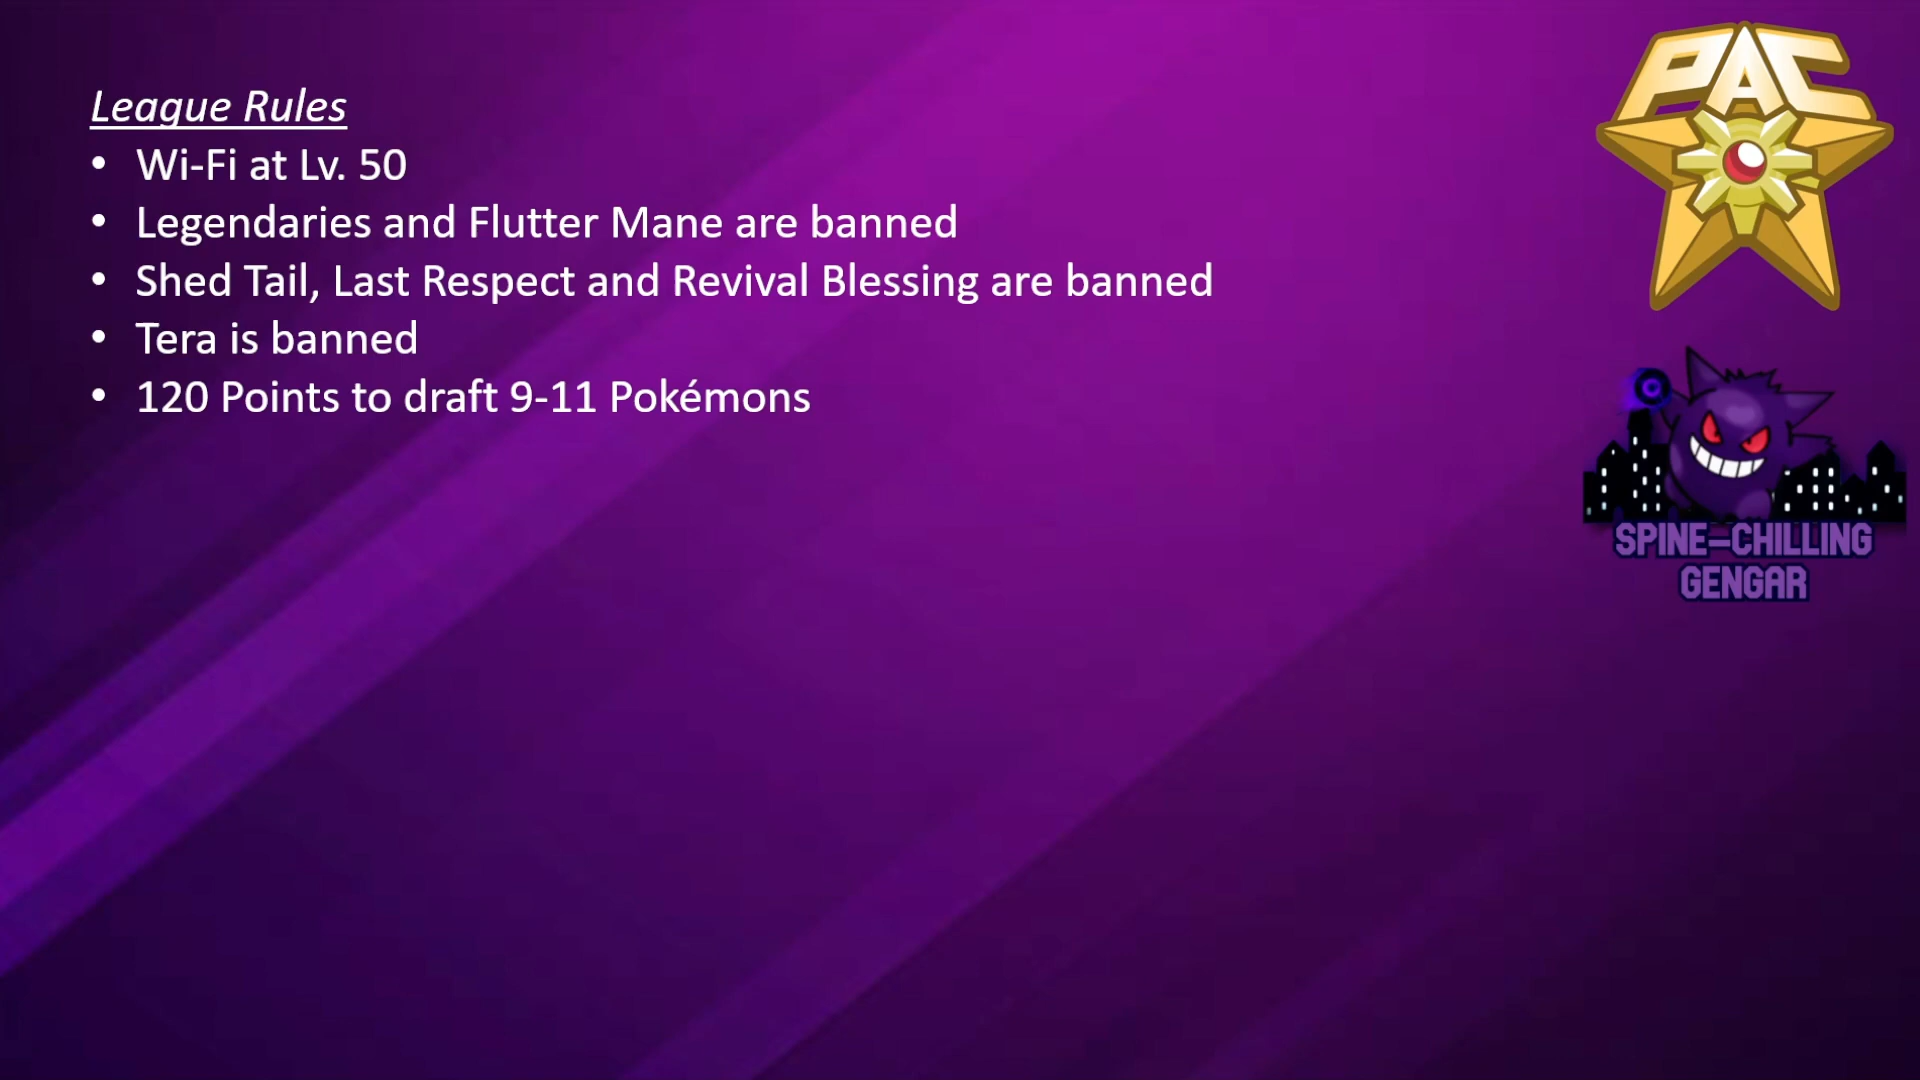 League Rules
• Wi-Fi at Lv. 50
• Legendaries and Flutter Mane are banned
• Shed Tail, Last Respect and Revival Blessing are banned
• Tera is banned
• 120 Points to draft 9-11 Pokémons
PAC
SPINE-CHILLING
GENGAR